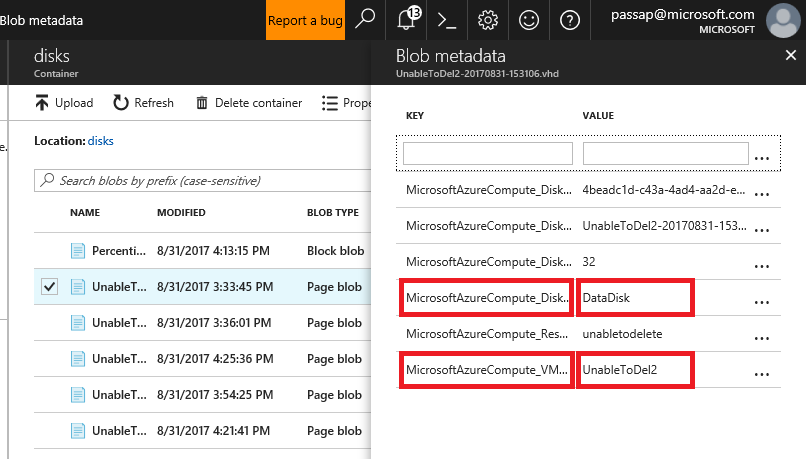 Blob metadata
Report a bug
13
passap@microsoft.com
MICROSOFT
disks
Container
Upload
Refresh
Delete container
Prope
e.
Location: disks
Search blobs by prefix (case-sensitive)
NAME MODIFIED BLOB TYPE
Percenti... 8/31/2017 4:13:15 PM Block blob
UnableT... 8/31/2017 3:33:45 PM Page blob
UnableT... 8/31/2017 3:36:01 PM Page blob
UnableT... 8/31/2017 4:25:36 PM Page blob
UnableT... 8/31/2017 3:54:25 PM Page blob
UnableT... 8/31/2017 4:21:41 PM Page blob
Blob metadata
UnableToDel2-20170831-153106.vhd
KEY VALUE
...
MicrosoftAzureCompute_Disk... 4beadc1d-c43a-4ad4-aa2d-e... ...
MicrosoftAzureCompute_Disk... UnableToDel2-20170831-153... ...
MicrosoftAzureCompute_Disk... 32 ...
MicrosoftAzureCompute_Disk... DataDisk ...
MicrosoftAzureCompute_Res... unabletodelete ...
MicrosoftAzureCompute_VM... UnableToDel2 ...